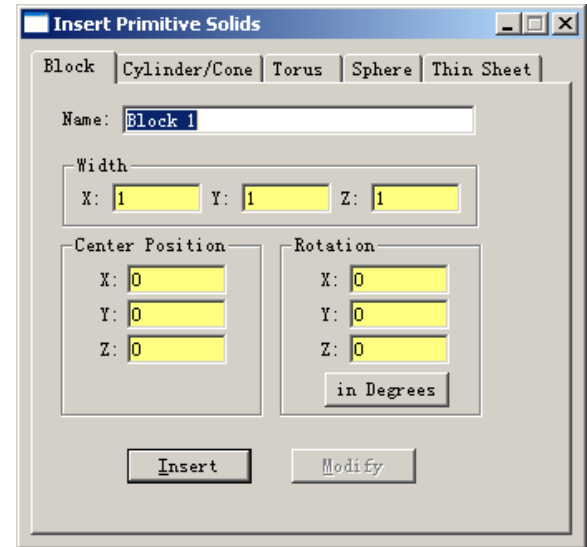 Insert Primitive Solids
Block Cylinder/Cone Torus Sphere Thin Sheet
Name: Block 1
Width
X: 1 Y: 1 Z: 1
Center Position Rotation
X: 0 X: 0
Y: 0 Y: 0
Z: 0 Z: 0
in Degrees
Insert Modify